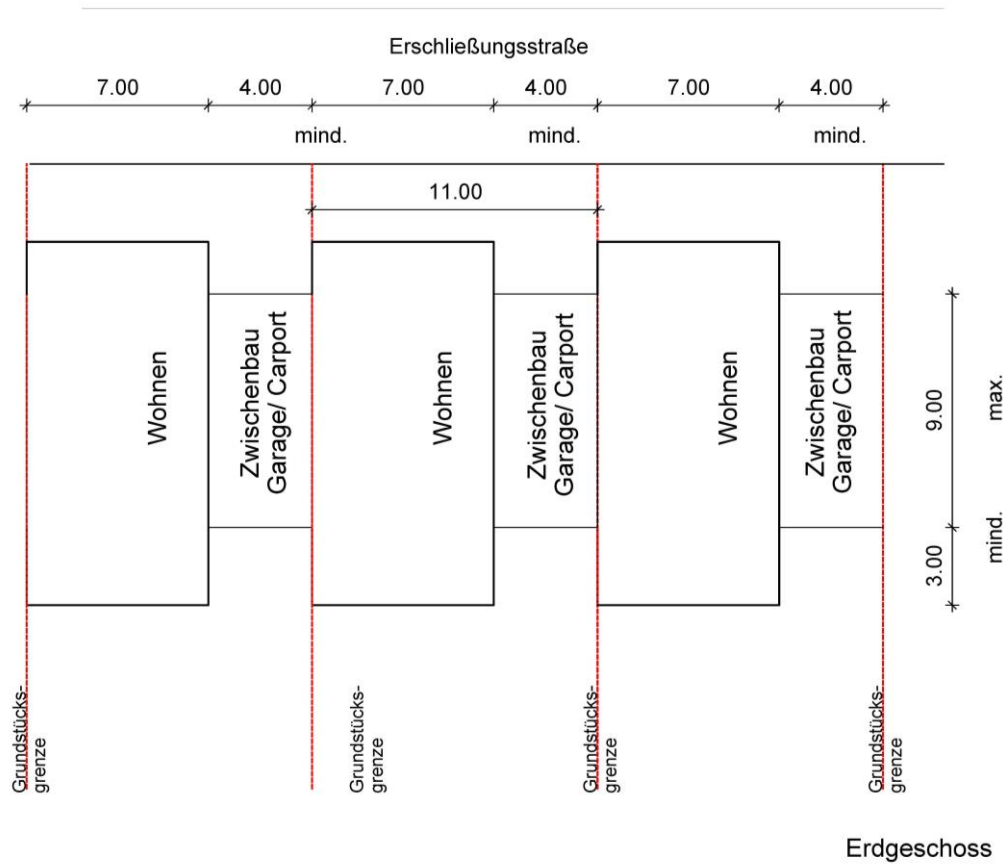 Erschließungsstraße
7.00 4.00 7.00 4.00 7.00 4.00
mind. mind. mind.
11.00
Wohnen
Zwischenbau
Garage/ Carport
Wohnen
Zwischenbau
Garage/ Carport
Wohnen
Zwischenbau
Garage/ Carport
9.00
max.
3.00
mind.
Grundstücks-
grenze
Grundstücks-
grenze
Grundstücks-
grenze
Grundstücks-
grenze
Erdgeschoss